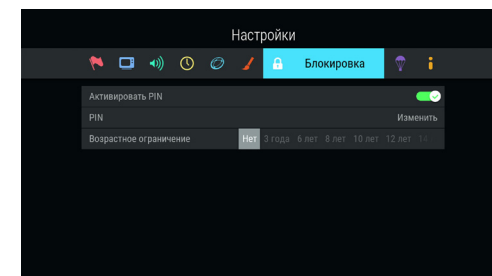 Настройки
Блокировка
Активировать PIN
PIN Изменить
Возрастное ограничение Нет 3 года 6 лет 8 лет 10 лет 12 лет 14